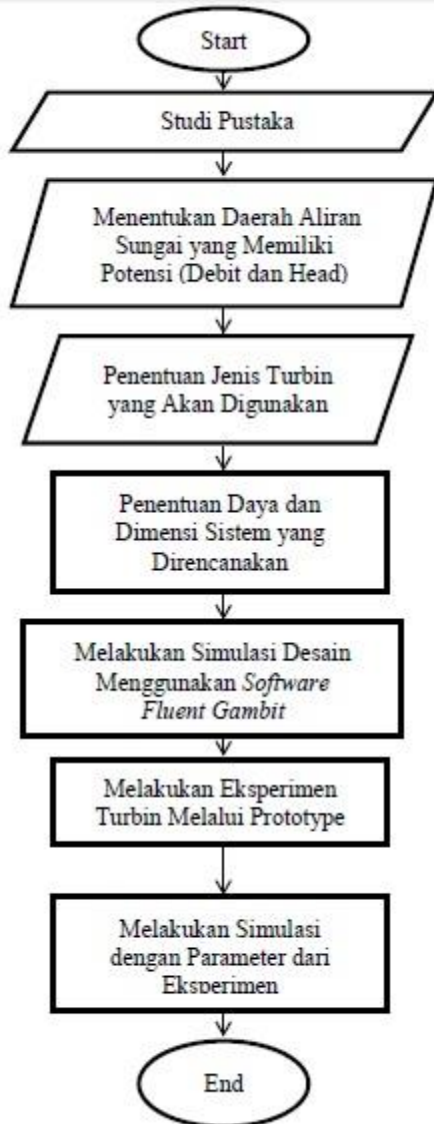 Start
Studi Pustaka
Menentukan Daerah Aliran
Sungai yang Memiliki
Potensi (Debit dan Head)
Penentuan Jenis Turbin
yang Akan Digunakan
Penentuan Daya dan
Dimensi Sistem yang
Direncanakan
Melakukan Simulasi Desain
Menggunakan Software
Fluent Gambit
Melakukan Eksperimen
Turbin Melalui Prototype
Melakukan Simulasi
dengan Parameter dari
Eksperimen
End